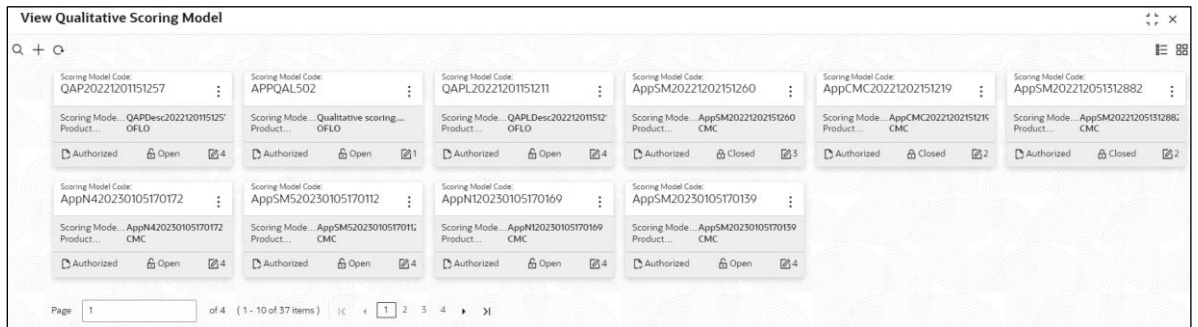 View Qualitative Scoring Model
Scoring Model Code:
QAP20221201151257
Scoring Mode... QAPDesc2022120115125
Product... OFLO
Authorized Open 4
Scoring Model Code:
APPQAL502
Scoring Mode... Qualitative scoring...
Product... OFLO
Authorized Open 1
Scoring Model Code:
QAPL20221201151211
Scoring Mode... QAPLDesc202212011512
Product... OFLO
Authorized Open 4
Scoring Model Code:
AppSM20221202151260
Scoring Mode... AppSM20221202151260
Product... CMC
Authorized Closed 3
Scoring Model Code:
AppCMC20221202151219
Scoring Mode... AppCMC20221202151219
Product... CMC
Authorized Closed 2
Scoring Model Code:
AppSM202212051312882
Scoring Mode... AppSM202212051312882
Product... CMC
Authorized Closed 2
Scoring Model Code:
AppN420230105170172
Scoring Mode... AppN420230105170172
Product... CMC
Authorized Open 4
Scoring Model Code:
AppSM520230105170112
Scoring Mode... AppSM520230105170112
Product... CMC
Authorized Open 4
Scoring Model Code:
AppN120230105170169
Scoring Mode... AppN120230105170169
Product... CMC
Authorized Open 4
Scoring Model Code:
AppSM20230105170139
Scoring Mode... AppSM20230105170139
Product... CMC
Authorized Open 4
Page 1 of 4 (1 - 10 of 37 items) 1 2 3 4